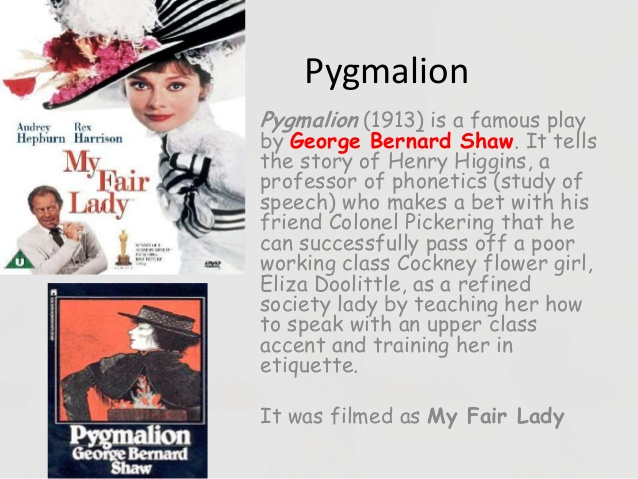 Pygmalion
Pygmalion (1913) is a famous play
by George Bernard Shaw. It tells
the story of Henry Higgins, a
professor of phonetics (study of
speech) who makes a bet with his
friend Colonel Pickering that he
can successfully pass off a poor
working class Cockney flower girl,
Eliza Doolittle, as a refined
society lady by teaching her how
to speak with an upper class
accent and training her in
etiquette.
It was filmed as My Fair Lady
Audrey Hepburn
Rex Harrison
My
Fair
Lady
U
DVD
Pygmalion
George Bernard
Shaw